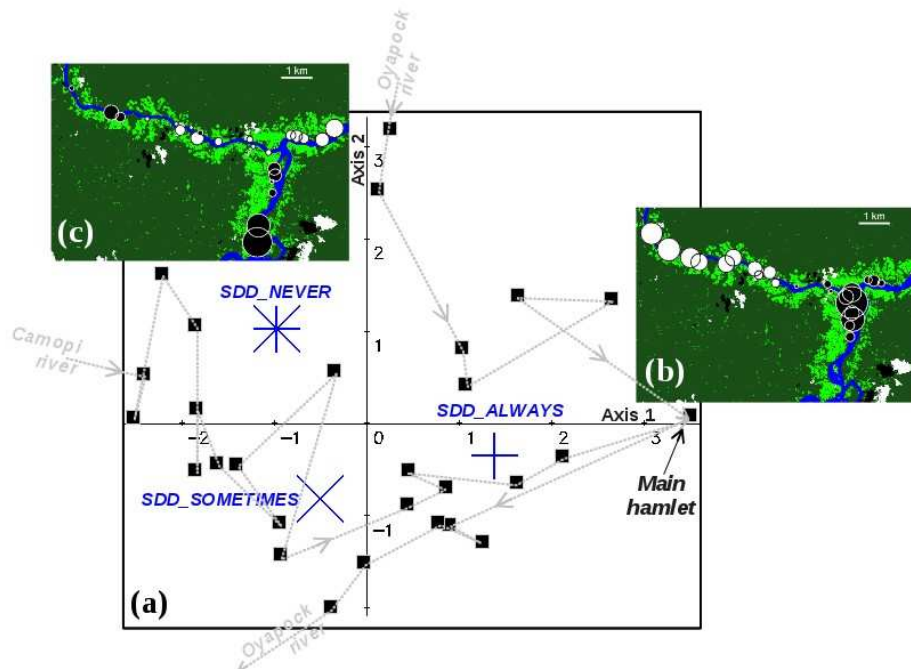 Oyapock
river
1 km
(c)
Axis 2
3
2
1
-1
1 km
(b)
SDD_NEVER
Camopi
river
SDD_ALWAYS
Axis 1
-2
-1
0
1
2
3
SDD_SOMETIMES
Main
hamlet
(a)
Oyapock
river